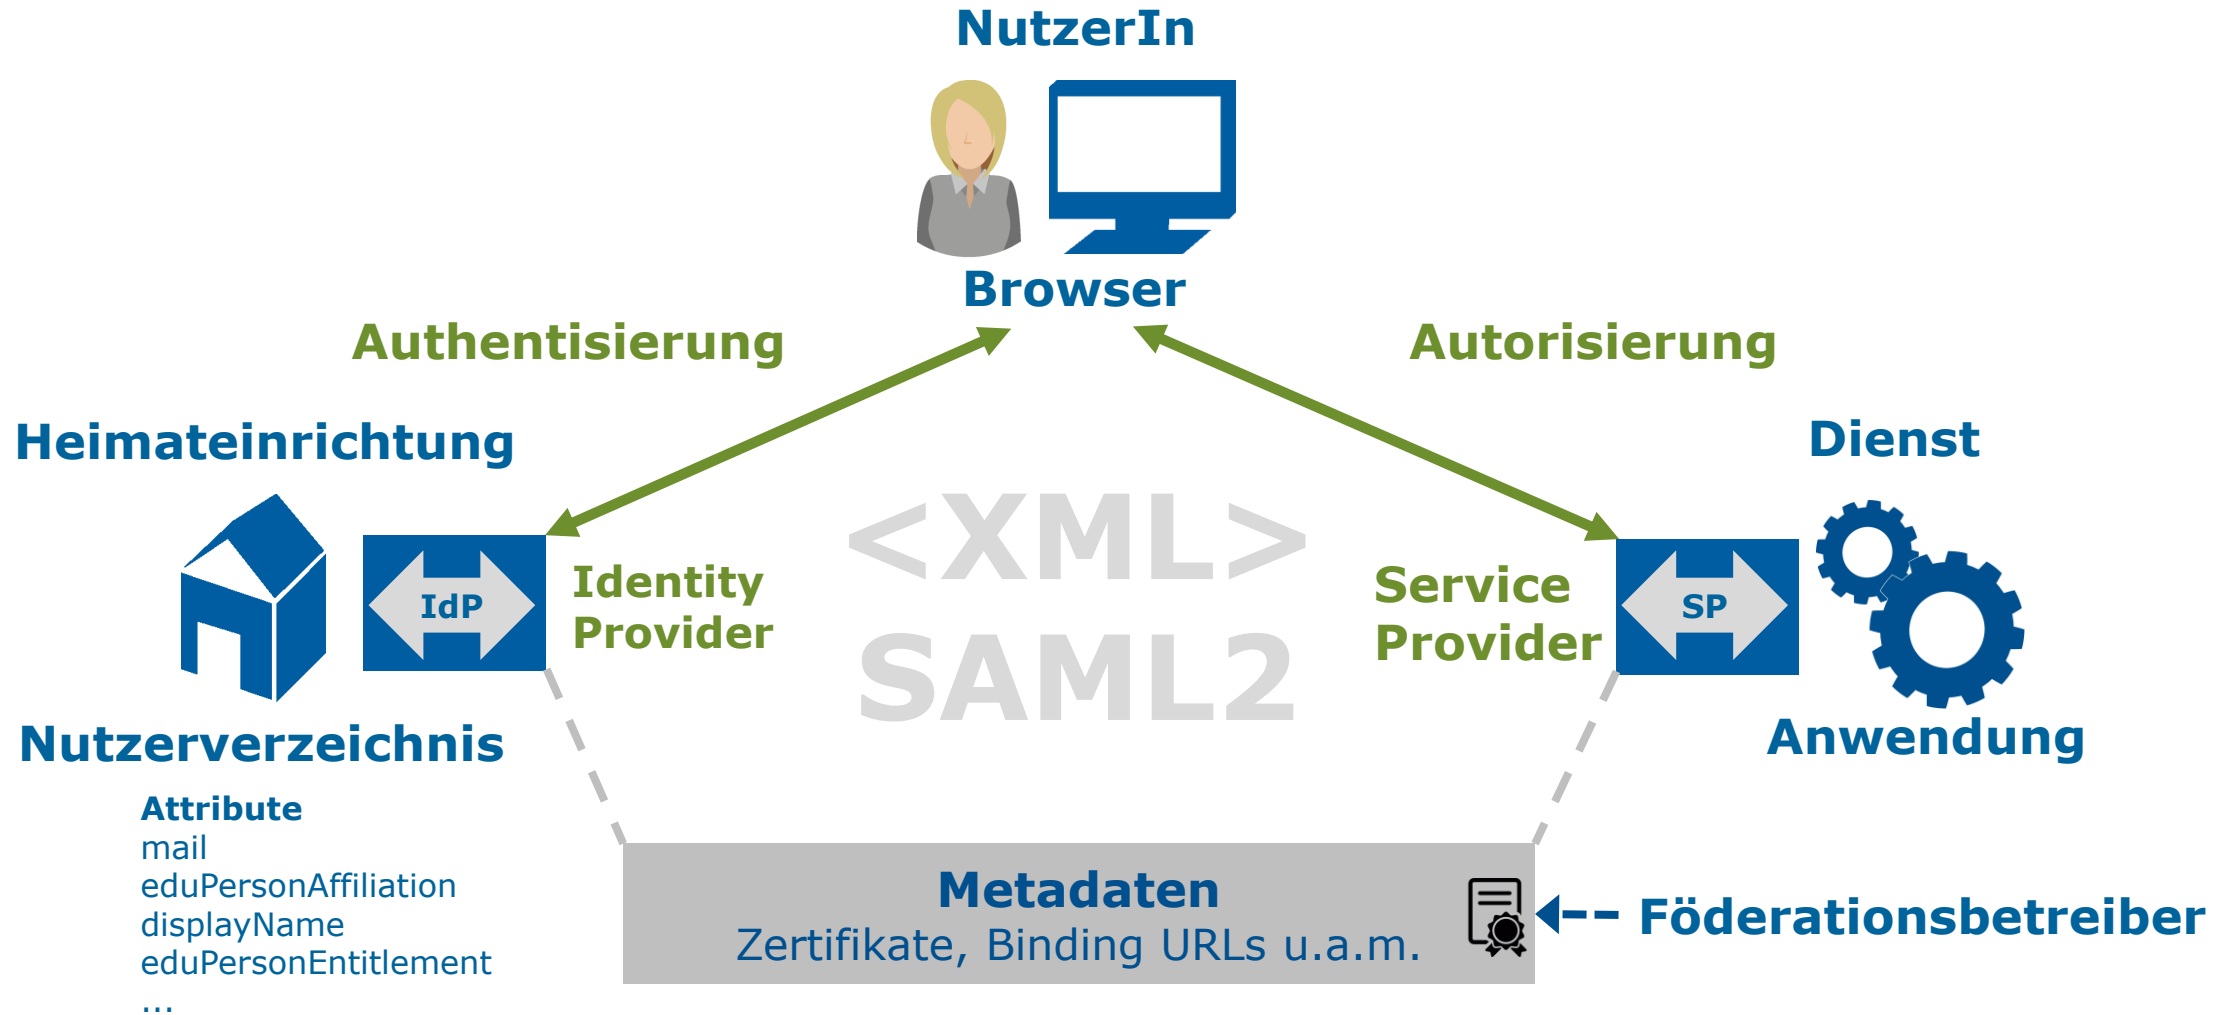 NutzerIn
Browser
Authentisierung
Autorisierung
Heimateinrichtung
Dienst
<XML>
SAML2
IdP
Identity
Provider
Service
Provider
SP
Nutzerverzeichnis
Anwendung
Attribute
mail
eduPersonAffiliation
displayName
eduPersonEntitlement
...
Metadaten
Zertifikate, Binding URLs u.a.m.
Föderationsbetreiber